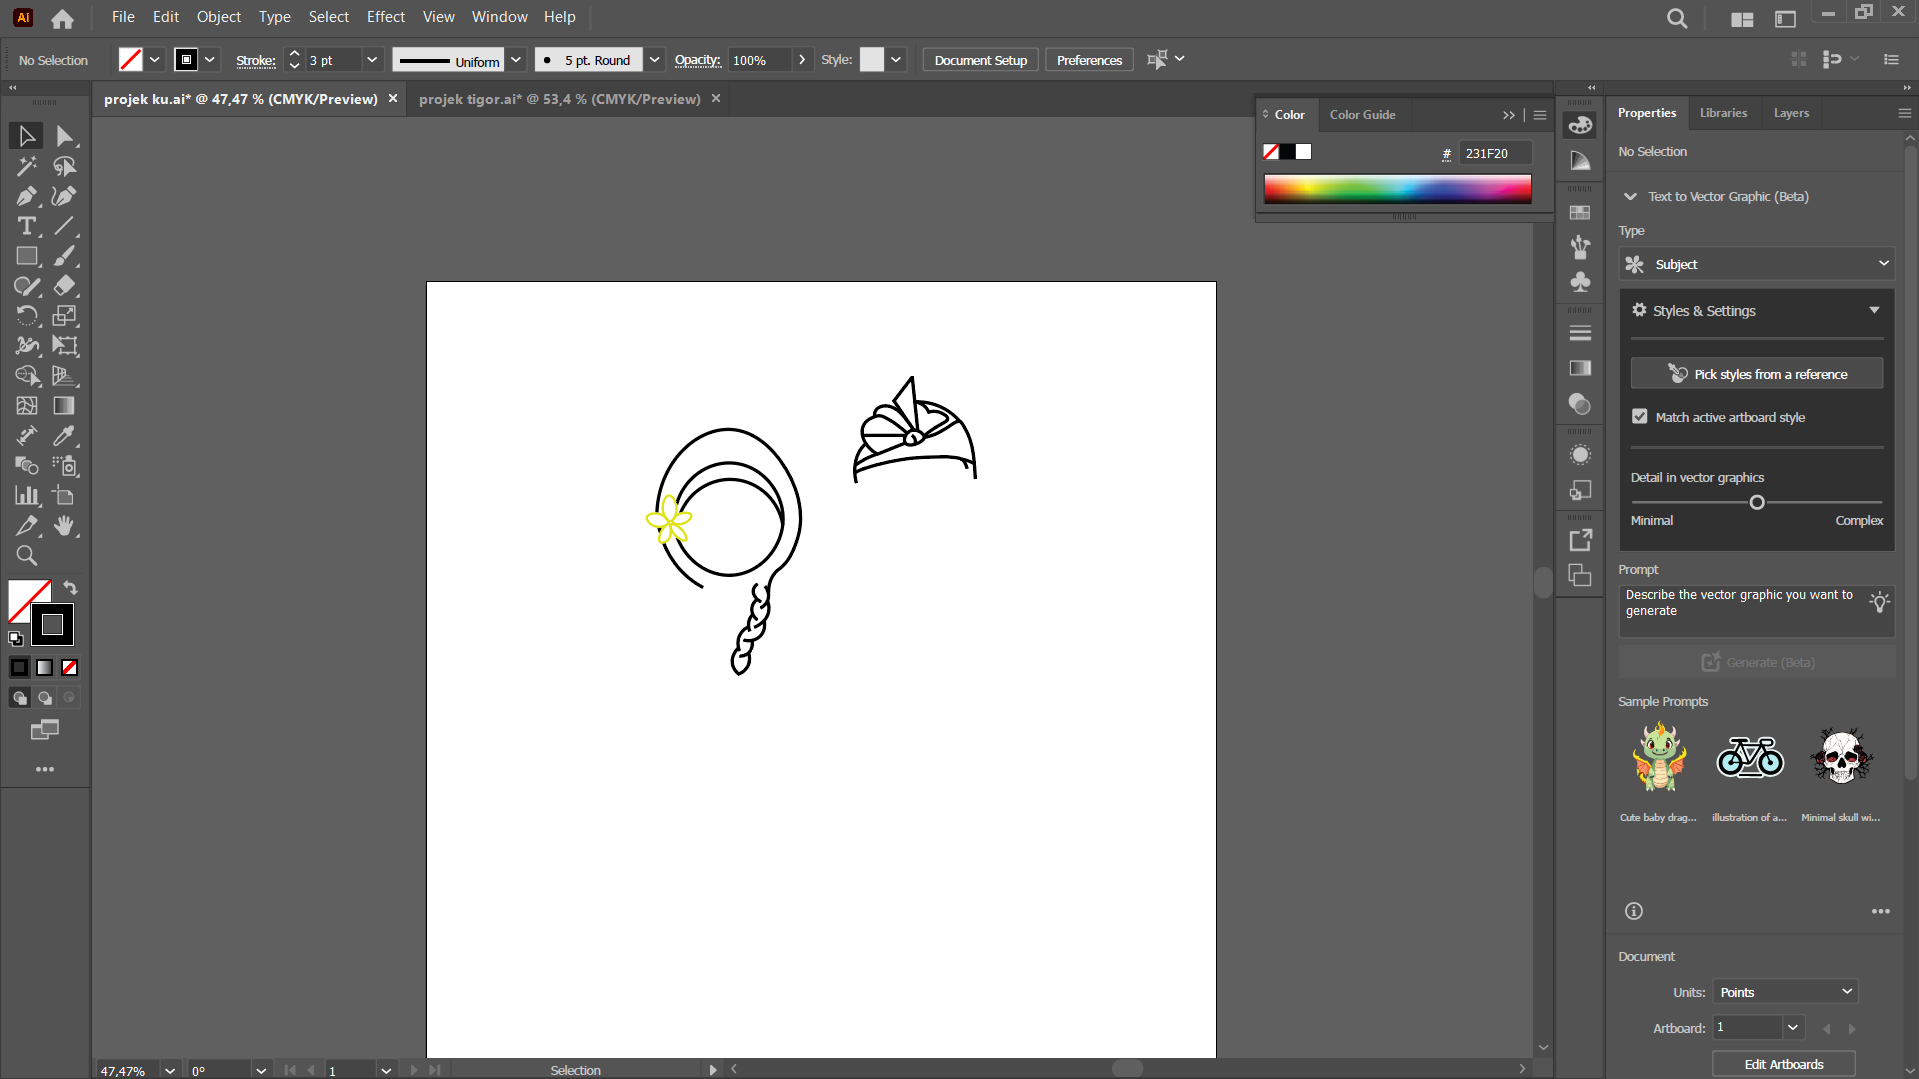 Ai File Edit Object Type Select Effect View Window Help
No Selection Stroke: 3 pt Uniform 5 pt. Round Opacity: 100% Style: Document Setup Preferences
projek ku.ai* @ 47,47 % (CMYK/Preview) projek tigor.ai* @ 53,4 % (CMYK/Preview)
Color Color Guide
# 231F20
Properties Libraries Layers
No Selection
Text to Vector Graphic (Beta)
Type
Subject
Styles & Settings
Pick styles from a reference
Match active artboard style
Detail in vector graphics
Minimal Complex
Prompt
Describe the vector graphic you want to
generate
Generate (Beta)
Sample Prompts
Cute baby drag... illustration of a... Minimal skull wi...
Document
Units: Points
Artboard: 1
Edit Artboards
47,47% 0° 1 Selection